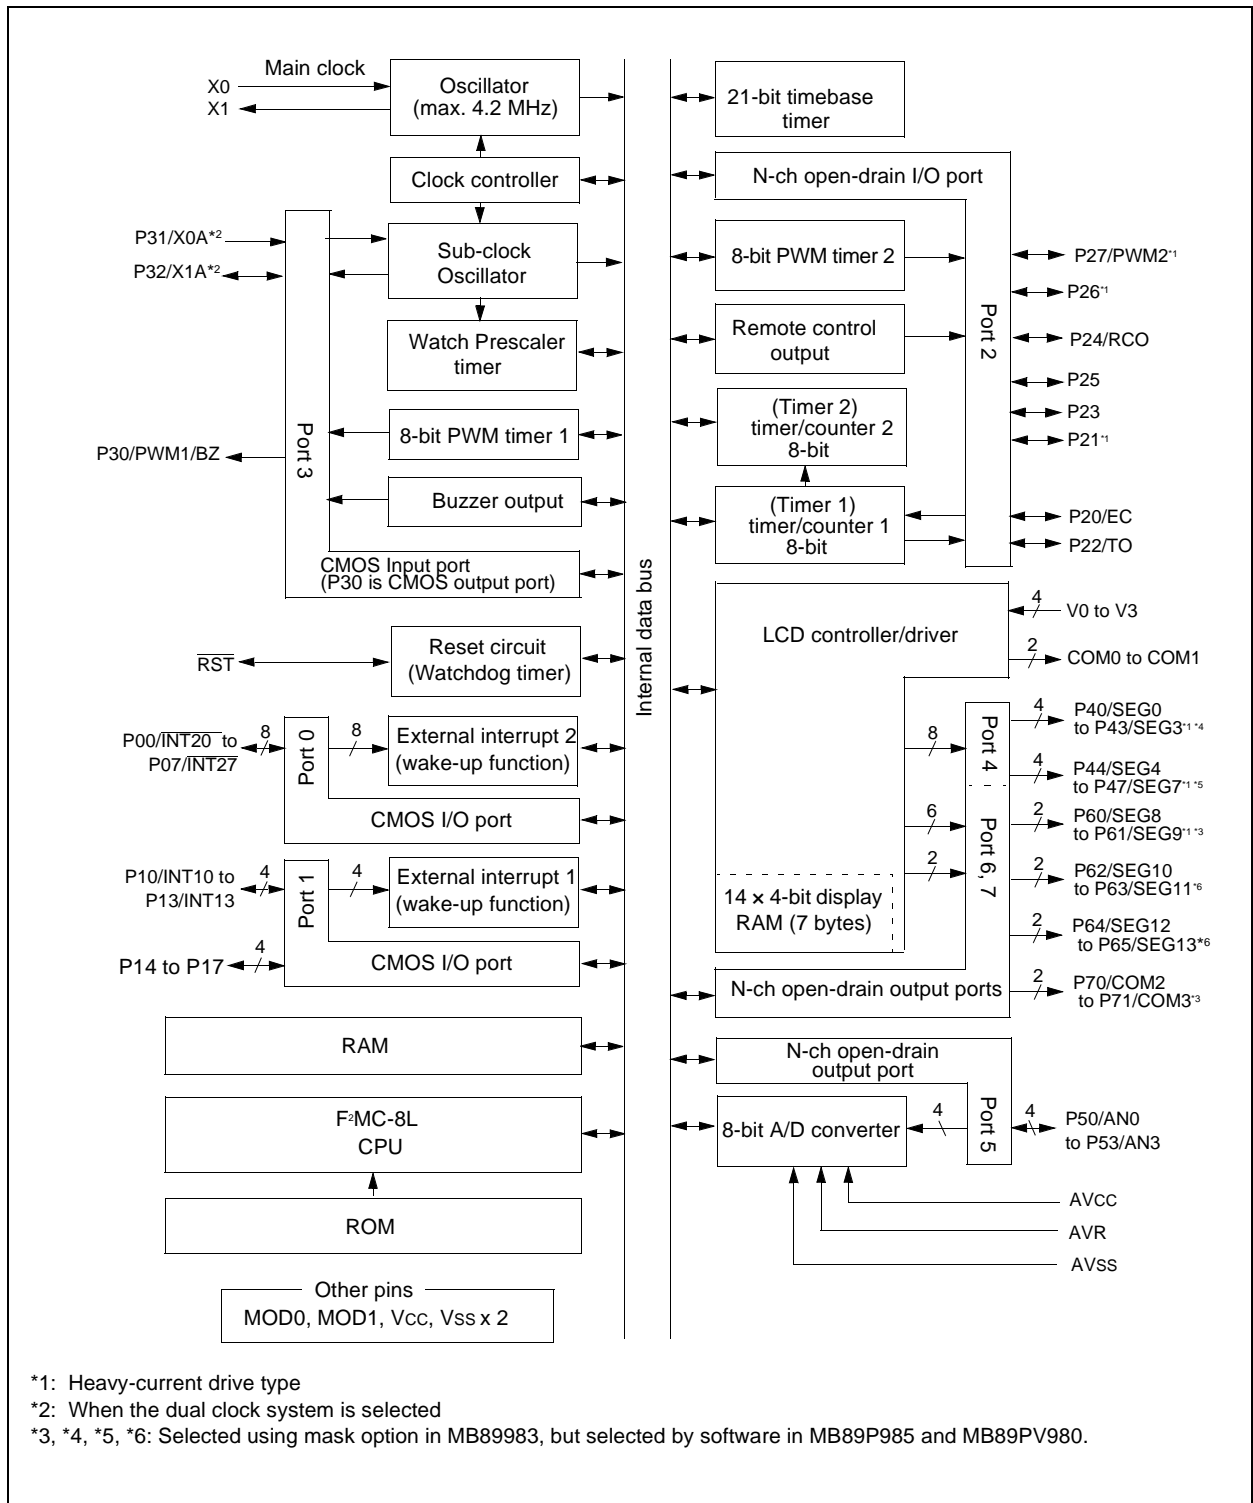 Main clock
X0
X1
Oscillator
(max. 4.2 MHz)
Clock controller
P31/X0A*2
P32/X1A*2
Sub-clock
Oscillator
Watch Prescaler
timer
Port 3
8-bit PWM timer 1
P30/PWM1/BZ
Buzzer output
CMOS Input port
(P30 is CMOS output port)
RST
Reset circuit
(Watchdog timer)
P00/INT20 to
P07/INT27
8
Port 0
8
External interrupt 2
(wake-up function)
CMOS I/O port
P10/INT10 to
P13/INT13
4
Port 1
4
External interrupt 1
(wake-up function)
P14 to P17
4
CMOS I/O port
RAM
F2MC-8L
CPU
ROM
Other pins
MOD0, MOD1, VCC, VSS x 2
Internal data bus
21-bit timebase
timer
N-ch open-drain I/O port
8-bit PWM timer 2
Remote control
output
(Timer 2)
timer/counter 2
8-bit
(Timer 1)
timer/counter 1
8-bit
Port 2
P27/PWM2*1
P26*1
P24/RCO
P25
P23
P21*1
P20/EC
P22/TO
LCD controller/driver
4
V0 to V3
2
COM0 to COM1
8
Port 4
4
P40/SEG0
to P43/SEG3*1 *4
4
P44/SEG4
to P47/SEG7*1 *5
6
2
Port 6, 7
2
P60/SEG8
to P61/SEG9*1 *3
2
P62/SEG10
to P63/SEG11*6
2
P64/SEG12
to P65/SEG13*6
2
P70/COM2
to P71/COM3*3
14 × 4-bit display
RAM (7 bytes)
N-ch open-drain output ports
N-ch open-drain
output port
8-bit A/D converter
4
Port 5
4
P50/AN0
to P53/AN3
AVCC
AVR
AVSS
*1: Heavy-current drive type
*2: When the dual clock system is selected
*3, *4, *5, *6: Selected using mask option in MB89983, but selected by software in MB89P985 and MB89PV980.